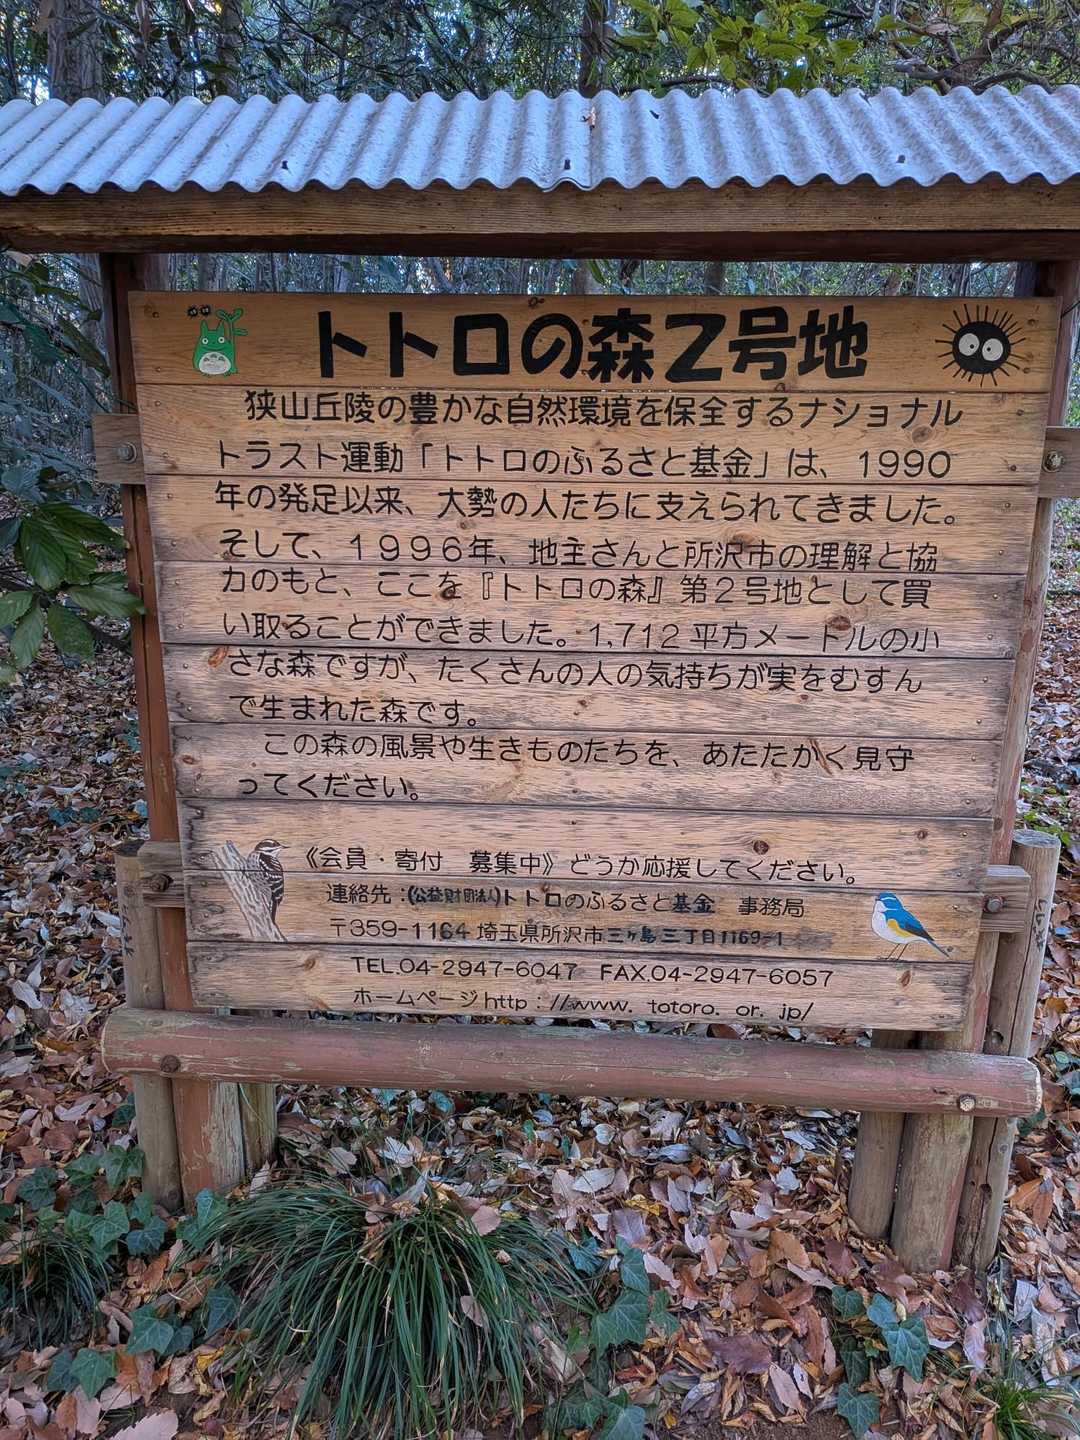 トトロの森2号地
狭山丘陵の豊かな自然環境を保全するナショナル
トラスト運動「トトロのふるさと基金」は、1990
年の発足以来、大勢の人たちに支えられてきました。
そして、1996年、地主さんと所沢市の理解と協
力のもと、ここを『トトロの森』第2号地として買
い取ることができました。1,712平方メートルの小
さな森ですが、たくさんの人の気持ちが実をむすん
で生まれた森です。
この森の風景や生きものたちを、あたたかく見守
ってください。
《会員・寄付 募集中》どうか応援してください。
連絡先：(公益財団法人)トトロのふるさと基金 事務局
〒359-1164 埼玉県所沢市三ヶ島三丁目1169-1
TEL.04-2947-6047 FAX.04-2947-6057
ホームページ http://www.totoro.or.jp/